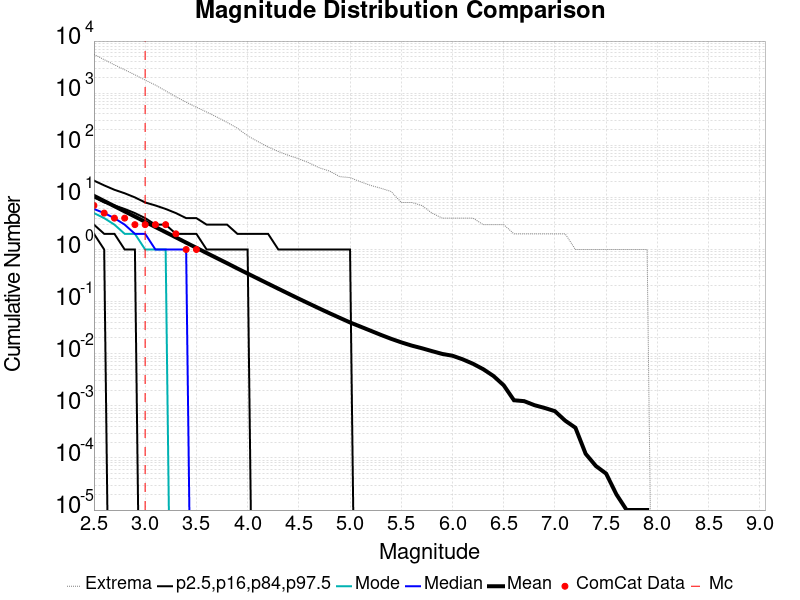 Magnitude Distribution Comparison
10^4
10^3
10^2
10^1
10^0
10^-1
10^-2
10^-3
10^-4
10^-5
Cumulative Number
2.5 3.0 3.5 4.0 4.5 5.0 5.5 6.0 6.5 7.0 7.5 8.0 8.5 9.0
Magnitude
Extrema p2.5,p16,p84,p97.5 Mode Median Mean ComCat Data Mc